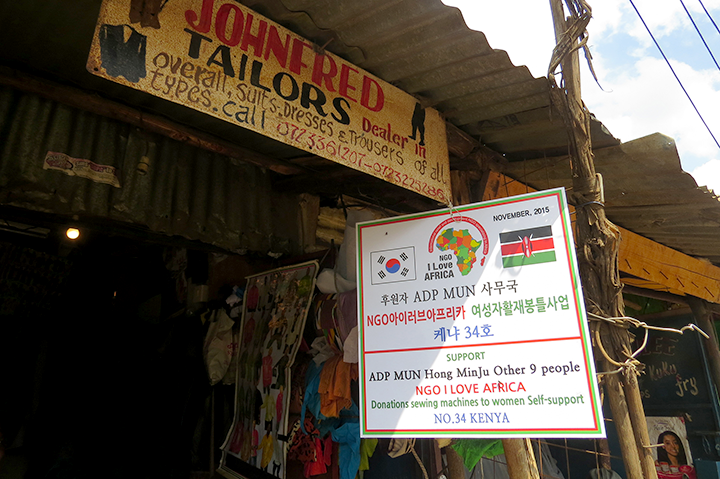 JOHNFRED
TAILORS Dealer in
overall, suits, Dresses & trousers of all
types. call 0723361207-0723225286
NOVEMBER, 2015
NGO
I Love
AFRICA
후원자 ADP MUN 사무국
NGO아이러브아프리카 여성자활재봉틀사업
케냐 34호
SUPPORT
ADP MUN Hong MinJu Other 9 people
NGO I LOVE AFRICA
Donations sewing machines to women Self-support
NO.34 KENYA
Kuku
fry